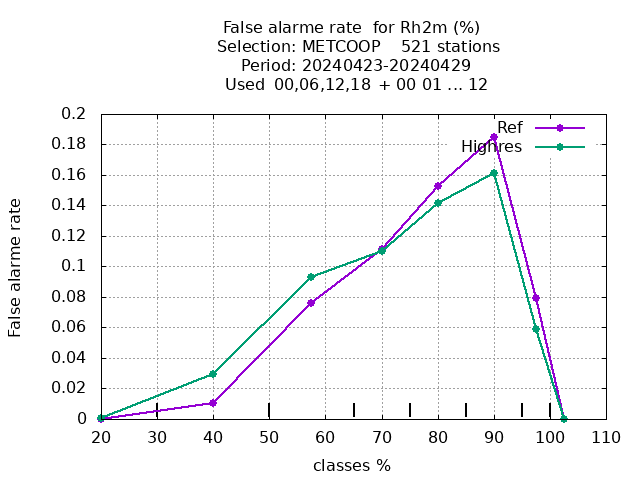 False alarme rate  for Rh2m (%)
Selection: METCOOP    521 stations
Period: 20240423-20240429
Used  00,06,12,18 + 00 01 ... 12
Ref
Highres
0.2
0.18
0.16
0.14
0.12
0.1
0.08
0.06
0.04
0.02
0
False alarme rate
20 30 40 50 60 70 80 90 100 110
classes %